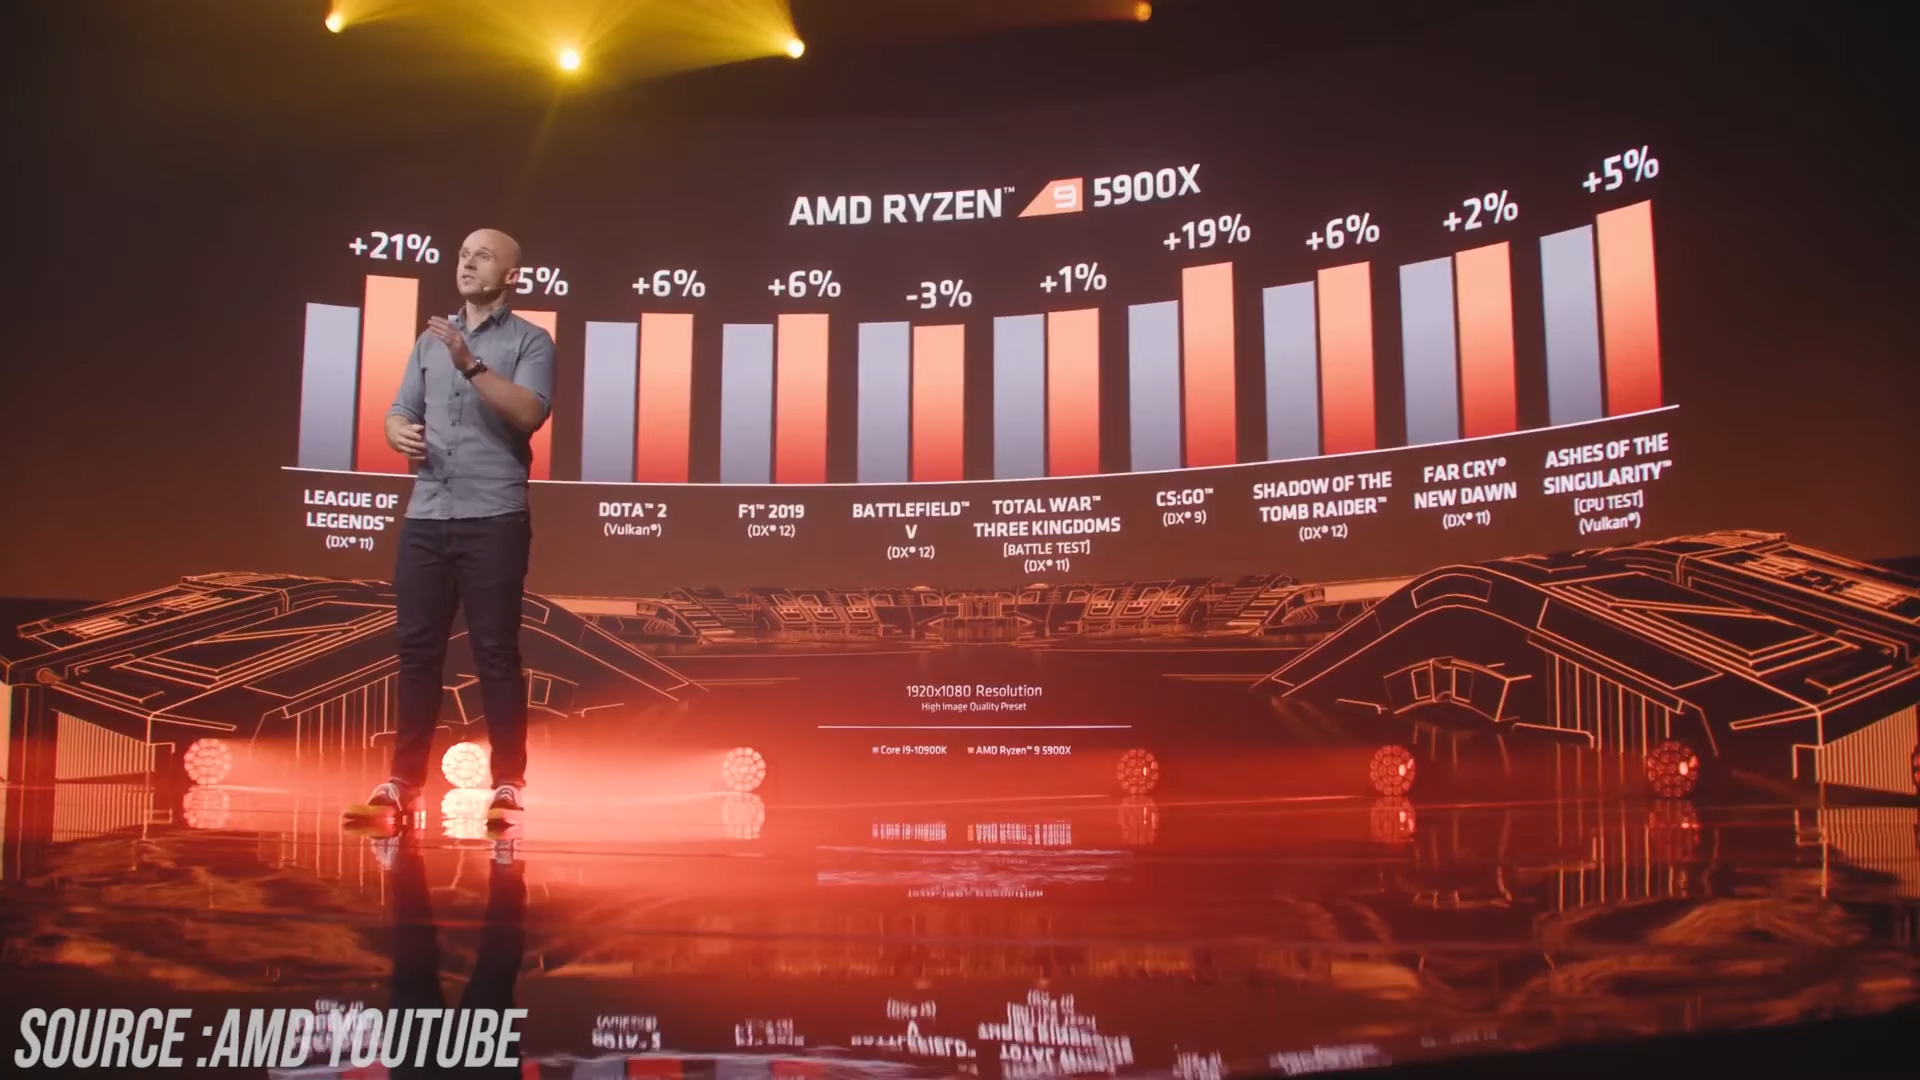 AMD RYZEN™ 9 5900X
+21%
5%
+6%
+6%
-3%
+1%
+19%
+6%
+2%
+5%
LEAGUE OF
LEGENDS™
(DX® 11)
DOTA™ 2
(Vulkan®)
F1™ 2019
(DX® 12)
BATTLEFIELD™
V
(DX® 12)
TOTAL WAR™
THREE KINGDOMS
[BATTLE TEST]
(DX® 11)
CS:GO™
(DX® 9)
SHADOW OF THE
TOMB RAIDER™
(DX® 12)
FAR CRY®
NEW DAWN
(DX® 11)
ASHES OF THE
SINGULARITY™
[CPU TEST]
(Vulkan®)
1920x1080 Resolution
High Image Quality Preset
Core i9-10900K
AMD Ryzen™ 9 5900X
SOURCE :AMD YOUTUBE